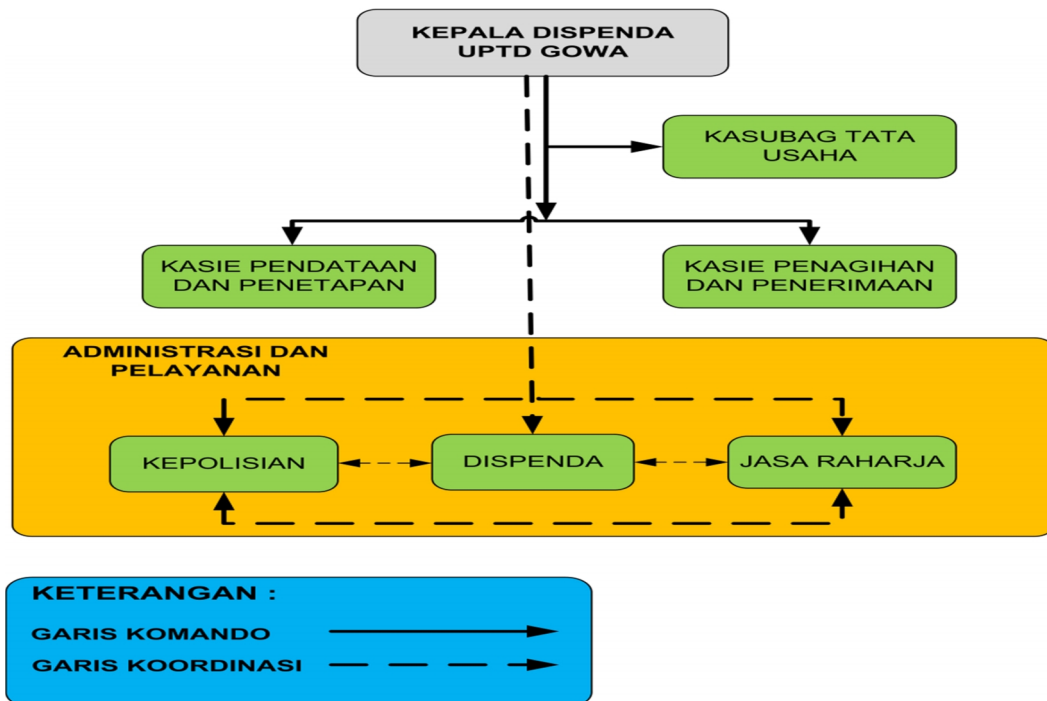 KEPALA DISPENDA
UPTD GOWA
KASUBAG TATA
USAHA
KASIE PENDATAAN
DAN PENETAPAN
KASIE PENAGIHAN
DAN PENERIMAAN
ADMINISTRASI DAN
PELAYANAN
KEPOLISIAN
DISPENDA
JASA RAHARJA
KETERANGAN :
GARIS KOMANDO
GARIS KOORDINASI